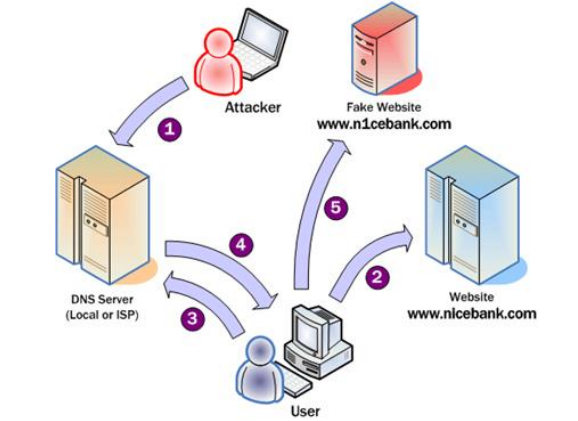 Attacker
Fake Website
www.n1cebank.com
1
5
4
2
3
DNS Server
(Local or ISP)
Website
www.nicebank.com
User